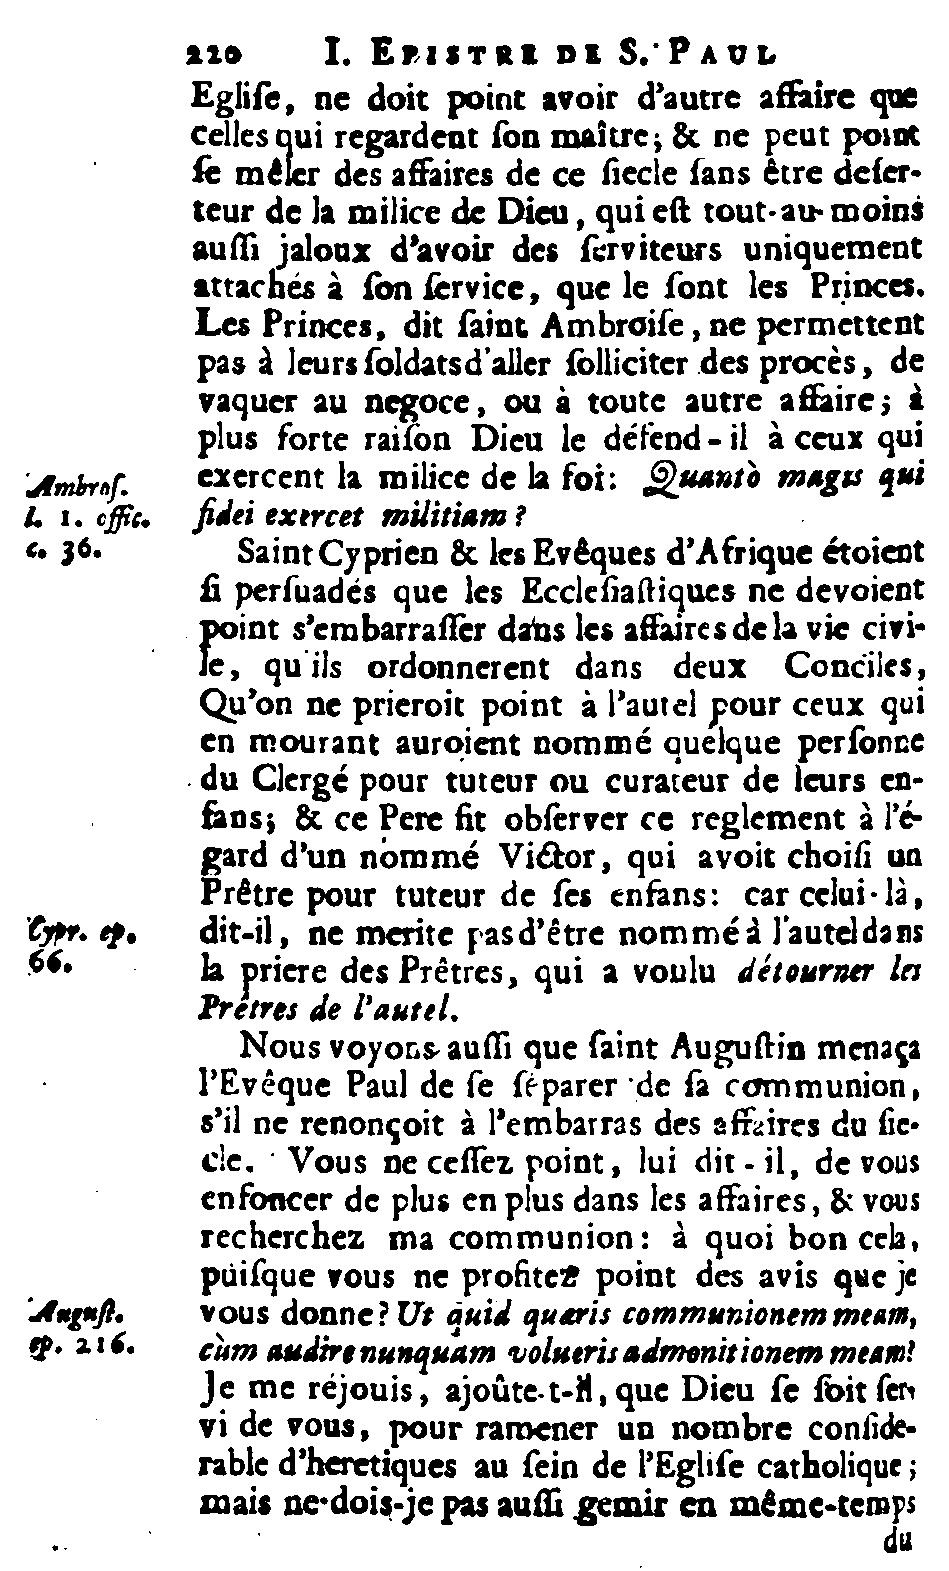 220 I. EPISTRE DE S. PAUL
Egliſe, ne doit point avoir d'autre affaire que
celles qui regardent ſon maître; & ne peut point
ſe mêler des affaires de ce ſiecle ſans être deſer-
teur de la milice de Dieu, qui eſt tout-au-moins
auſſi jaloux d'avoir des ſerviteurs uniquement
attachés à ſon ſervice, que le ſont les Princes.
Les Princes, dit ſaint Ambroiſe, ne permettent
pas à leurs ſoldats d'aller ſolliciter des procès, de
vaquer au negoce, ou à toute autre affaire; à
plus forte raiſon Dieu le défend-il à ceux qui
exercent la milice de la foi: Quantò magis qui
fidei exercet militiam?
Ambroſ.
l. 1. offic.
c. 36.
Saint Cyprien & les Evêques d'Afrique étoient
ſi perſuadés que les Eccleſiaſtiques ne devoient
point s'embarraſſer dans les affaires de la vie civi-
le, qu'ils ordonnerent dans deux Conciles,
Qu'on ne prieroit point à l'autel pour ceux qui
en mourant auroient nommé quelque perſonne
du Clergé pour tuteur ou curateur de leurs en-
fans; & ce Pere fit obſerver ce reglement à l'é-
gard d'un nommé Victor, qui avoit choiſi un
Prêtre pour tuteur de ſes enfans: car celui-là,
dit-il, ne merite pas d'être nommé à l'autel dans
la priere des Prêtres, qui a voulu détourner les
Prêtres de l'autel.
Cypr. ep.
66.
Nous voyons auſſi que ſaint Auguſtin menaça
l'Evêque Paul de ſe ſéparer de ſa communion,
s'il ne renonçoit à l'embarras des affaires du ſie-
cle. Vous ne ceſſez point, lui dit-il, de vous
enfoncer de plus en plus dans les affaires, & vous
recherchez ma communion: à quoi bon cela,
puiſque vous ne profitez point des avis que je
vous donne? Ut quid quæris communionem meam,
cùm audire nunquam volueris admonitionem meam?
Auguſt.
ep. 216.
Je me réjouis, ajoûte-t-il, que Dieu ſe ſoit ſer-
vi de vous, pour ramener un nombre conſide-
rable d'heretiques au ſein de l'Egliſe catholique;
mais ne-dois-je pas auſſi gemir en même-temps
du